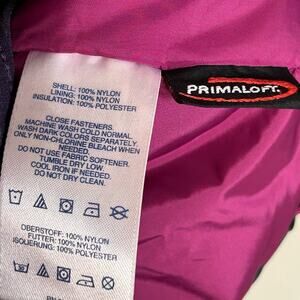 SHELL: 100% NYLON
LINING: 100% NYLON
INSULATION: 100% POLYESTER
CLOSE FASTENERS.
MACHINE WASH COLD NORMAL.
WASH DARK COLORS SEPARATELY.
ONLY NON-CHLORINE BLEACH WHEN
NEEDED.
DO NOT USE FABRIC SOFTENER.
TUMBLE DRY LOW.
COOL IRON IF NEEDED.
DO NOT DRY CLEAN.
OBERSTOFF: 100% NYLON
FUTTER: 100% NYLON
ISOLIERUNG: 100% POLYESTER
PRIMALOFT